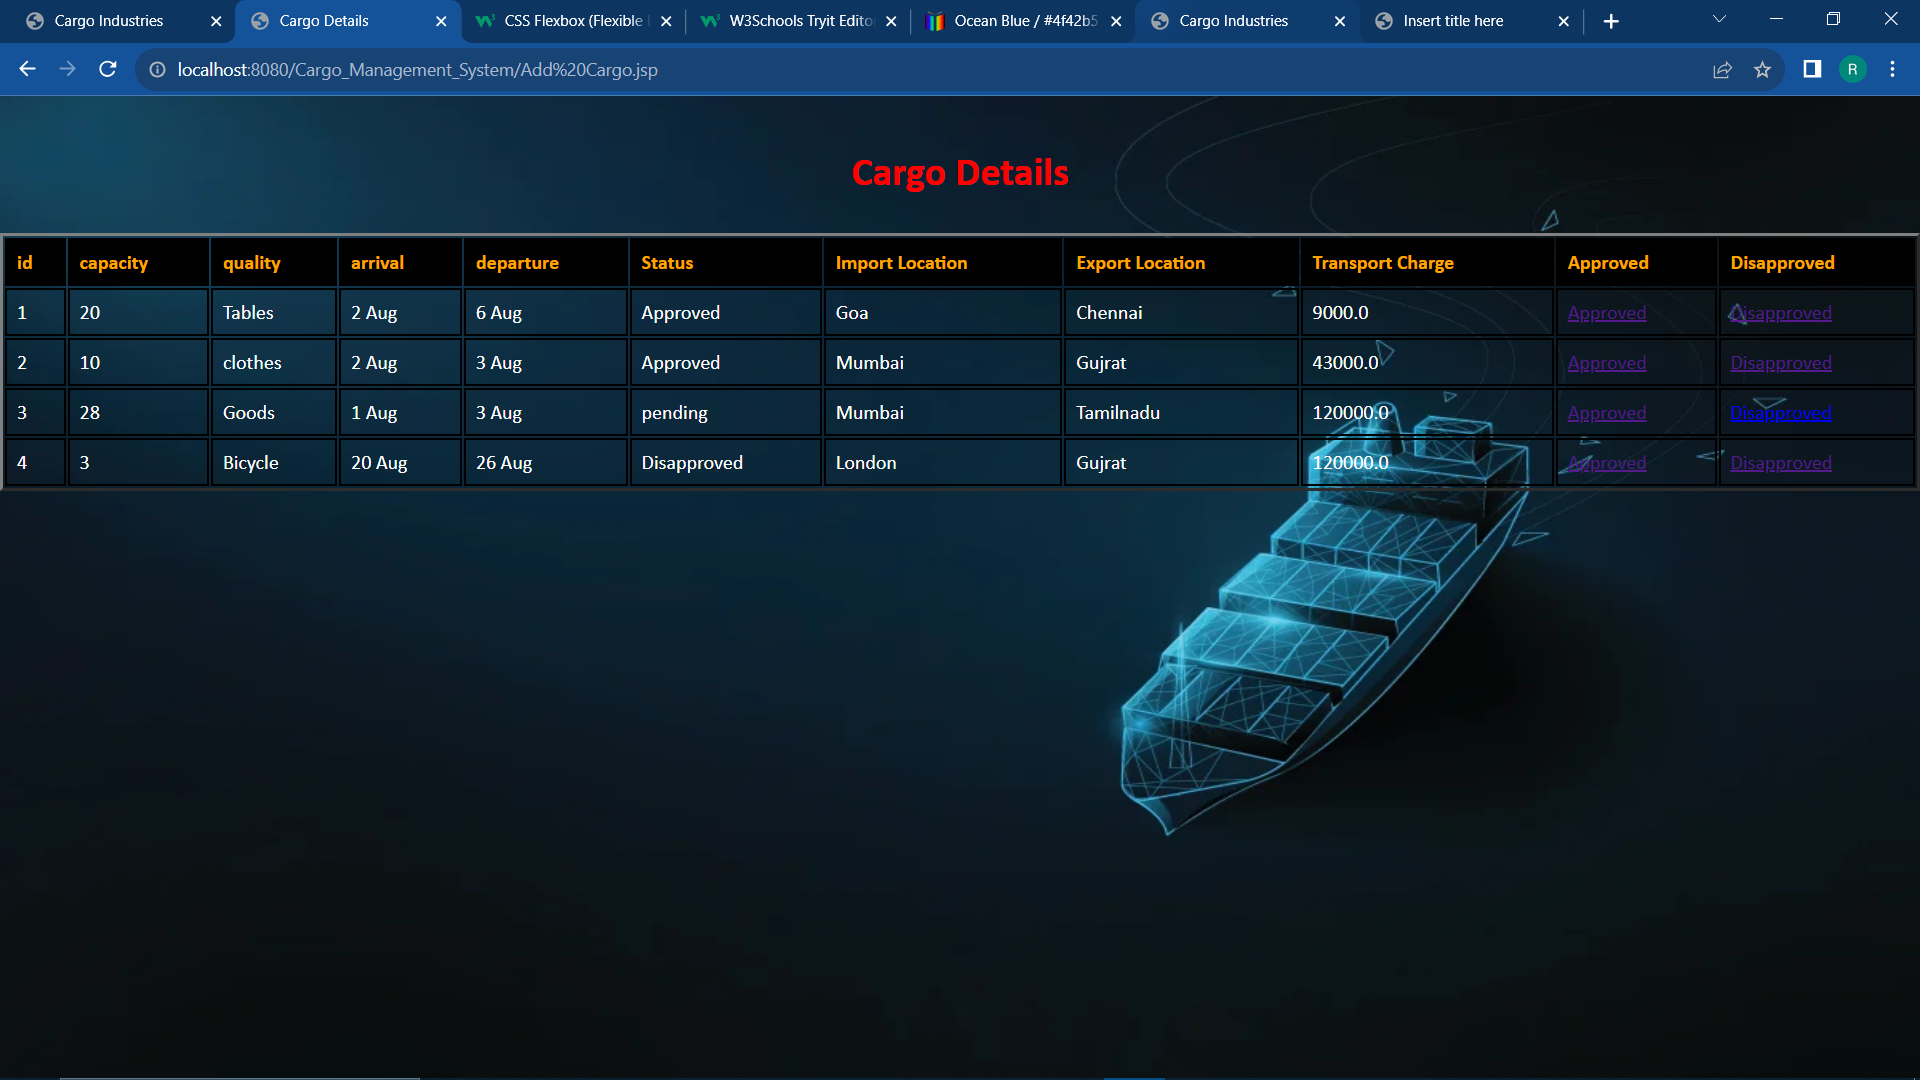 Cargo Industries Cargo Details CSS Flexbox (Flexible W3Schools Tryit Edito Ocean Blue / #4f42b5 Cargo Industries Insert title here
localhost:8080/Cargo_Management_System/Add%20Cargo.jsp R
Cargo Details
id capacity quality arrival departure Status Import Location Export Location Transport Charge Approved Disapproved
1 20 Tables 2 Aug 6 Aug Approved Goa Chennai 9000.0 Approved Disapproved
2 10 clothes 2 Aug 3 Aug Approved Mumbai Gujrat 43000.0 Approved Disapproved
3 28 Goods 1 Aug 3 Aug pending Mumbai Tamilnadu 120000.0 Approved Disapproved
4 3 Bicycle 20 Aug 26 Aug Disapproved London Gujrat 120000.0 Approved Disapproved